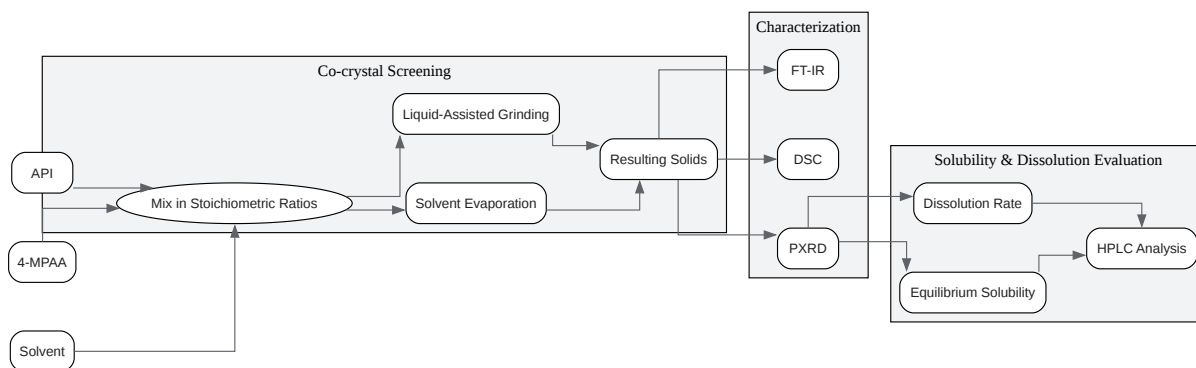 Characterization
Co-crystal Screening
FT-IR
Liquid-Assisted Grinding
API
Resulting Solids
DSC
Solubility & Dissolution Evaluation
Mix in Stoichiometric Ratios
Solvent Evaporation
Dissolution Rate
4-MPAA
PXRD
HPLC Analysis
Equilibrium Solubility
Solvent